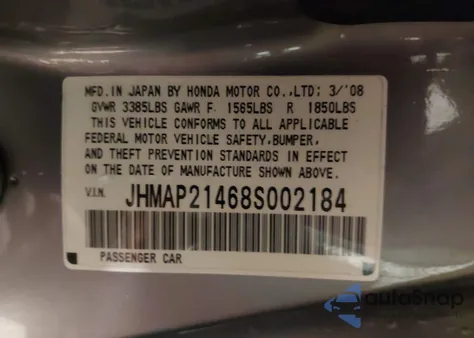 MFD.IN JAPAN BY HONDA MOTOR CO.,LTD; 3/'08
GVWR 3385LBS GAWR F 1565LBS R 1850LBS
THIS VEHICLE CONFORMS TO ALL APPLICABLE
FEDERAL MOTOR VEHICLE SAFETY,BUMPER,
AND THEFT PREVENTION STANDARDS IN EFFECT
ON THE DATE OF MANUFACTURE SHOWN ABOVE.
V.I.N. JHMAP21468S002184
PASSENGER CAR
autoSnap